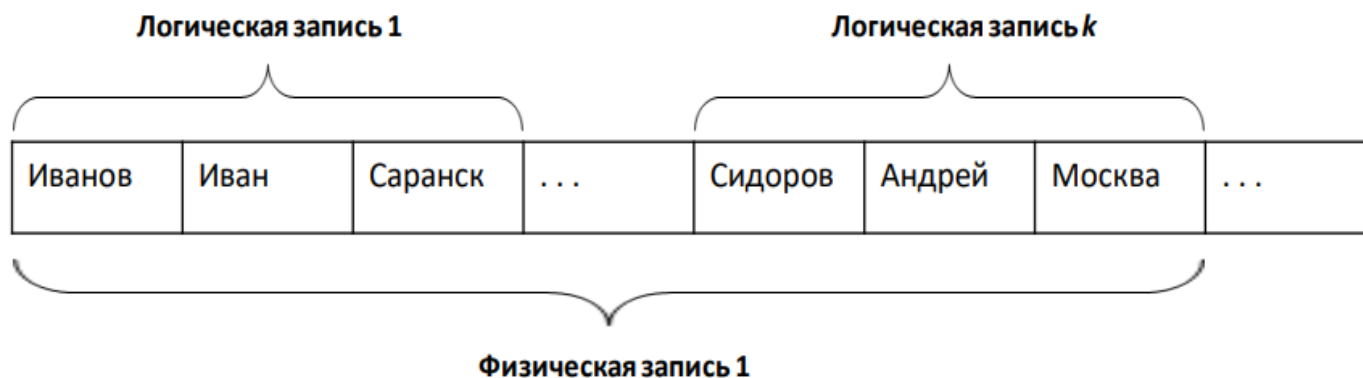 Логическая запись 1 Логическая запись k
Иванов Иван Саранск . . . Сидоров Андрей Москва . . .
Физическая запись 1